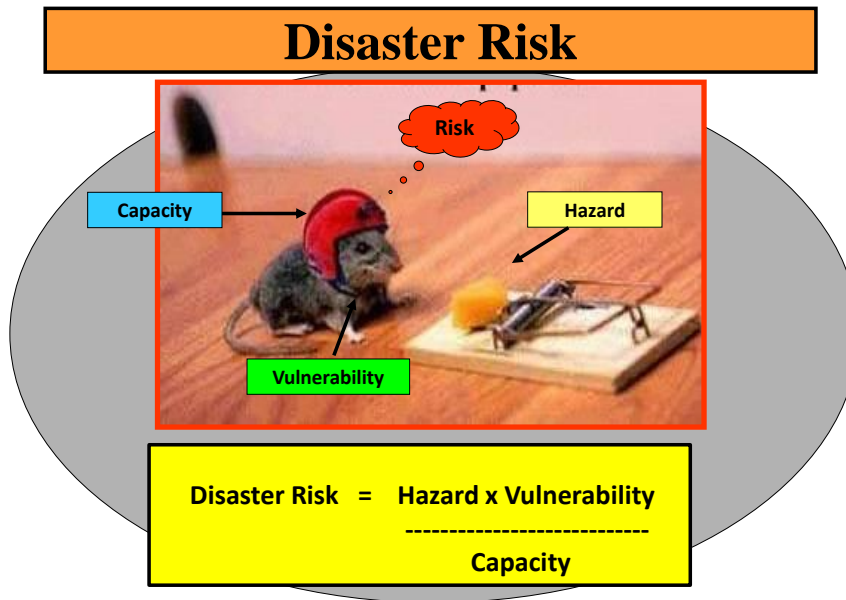 Disaster Risk
Risk
Capacity
Hazard
Vulnerability
Disaster Risk = Hazard x Vulnerability
----------------------------
Capacity